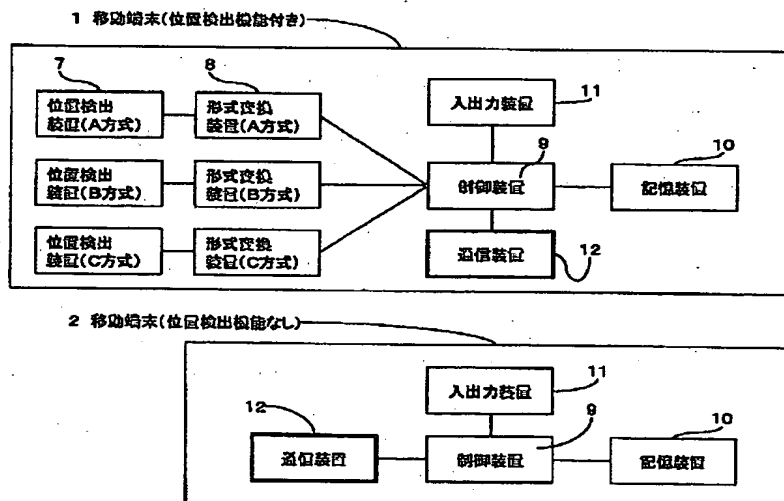 1 移動端末(位置検出機能付き)
7
8
位置検出
装置(A方式)
形式変換
装置(A方式)
入出力装置
11
9
10
位置検出
装置(B方式)
形式変換
装置(B方式)
制御装置
記憶装置
位置検出
装置(C方式)
形式変換
装置(C方式)
通信装置
12
2 移動端末(位置検出機能なし)
入出力装置
11
12
9
10
通信装置
制御装置
記憶装置